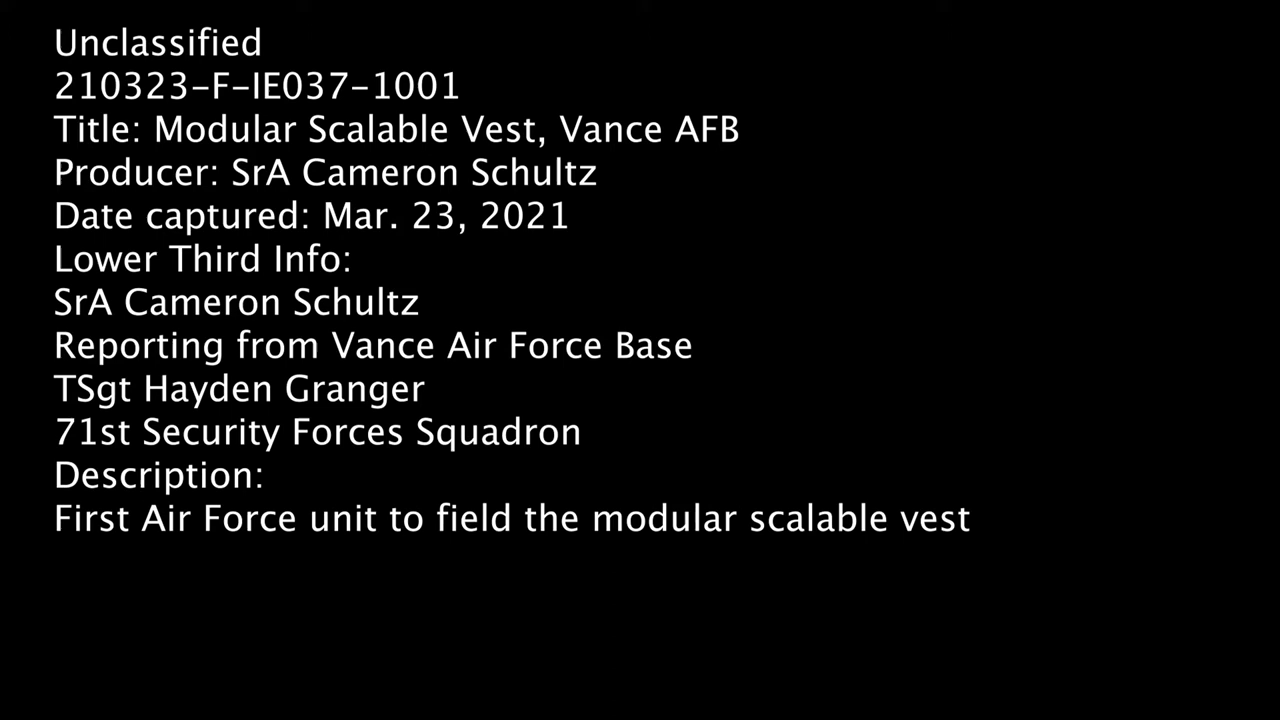 Unclassified
210323-F-IE037-1001
Title: Modular Scalable Vest, Vance AFB
Producer: SrA Cameron Schultz
Date captured: Mar. 23, 2021
Lower Third Info:
SrA Cameron Schultz
Reporting from Vance Air Force Base
TSgt Hayden Granger
71st Security Forces Squadron
Description:
First Air Force unit to field the modular scalable vest